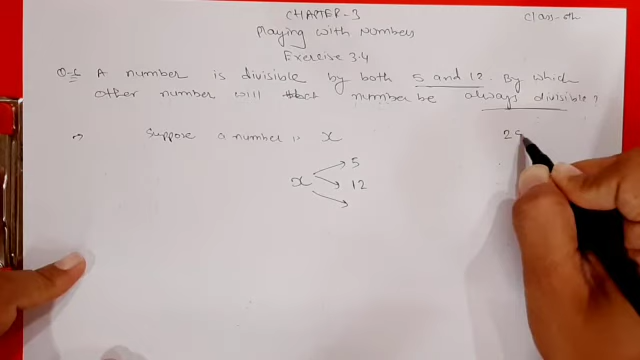 CHAPTER-3
Class-6th
Playing with Numbers
Exercise 3.4
Q-6 A number is divisible by both 5 and 12. By which
other number will that number be always divisible?
⇒ Suppose a number is x
x 5
12